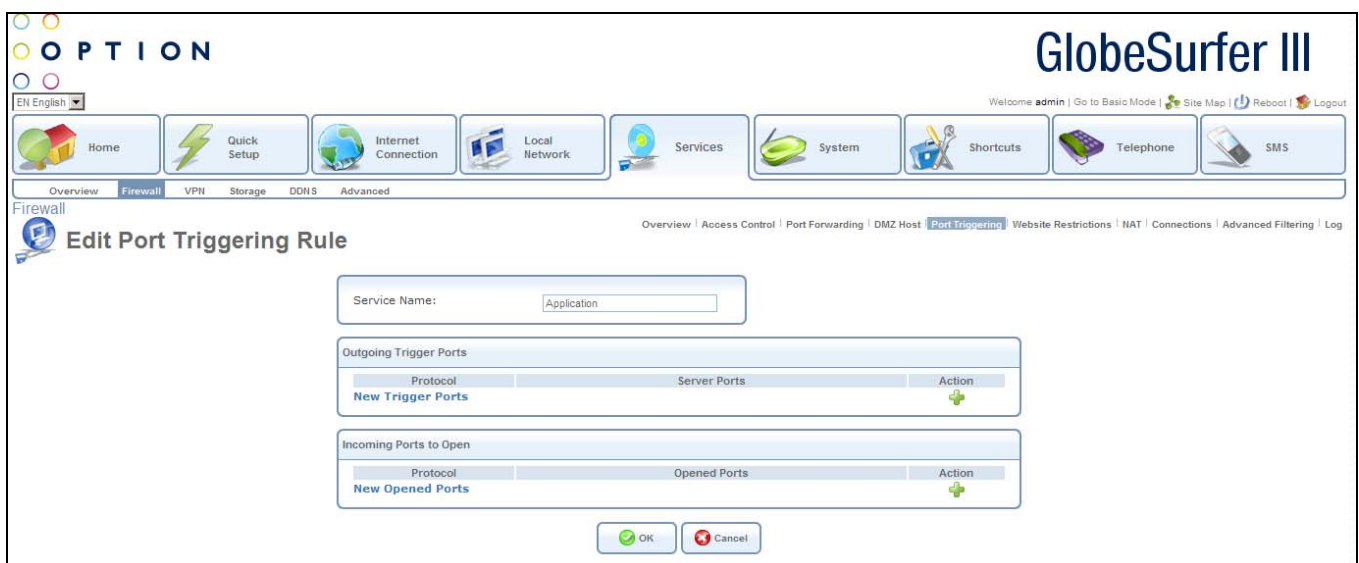 OPTION
GlobeSurfer III
EN English
Welcome admin | Go to Basic Mode | Site Map | Reboot | Logout
Home
Quick Setup
Internet Connection
Local Network
Services
System
Shortcuts
Telephone
SMS
Overview Firewall VPN Storage DDNS Advanced
Firewall
Edit Port Triggering Rule
Overview | Access Control | Port Forwarding | DMZ Host | Port Triggering | Website Restrictions | NAT | Connections | Advanced Filtering | Log
Service Name: Application
Outgoing Trigger Ports
Protocol Server Ports Action
New Trigger Ports
Incoming Ports to Open
Protocol Opened Ports Action
New Opened Ports
OK Cancel